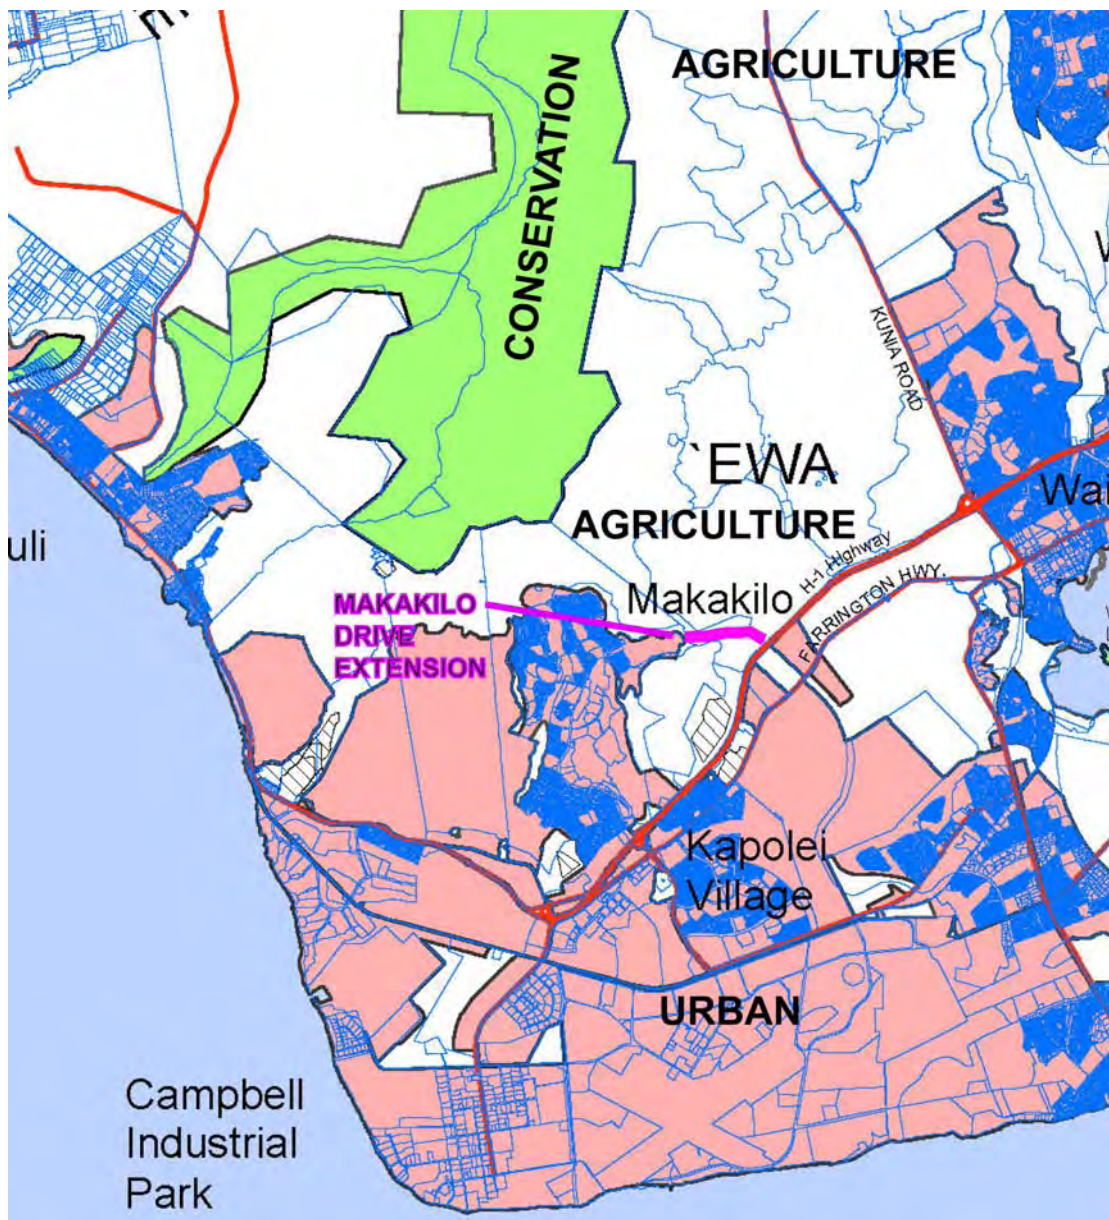 AGRICULTURE
CONSERVATION
KUNIA ROAD
`EWA
AGRICULTURE
uli
H-1 Highway
FARRINGTON HWY.
MAKAKILO
DRIVE
EXTENSION
Makakilo
Kapolei
Village
URBAN
Campbell
Industrial
Park